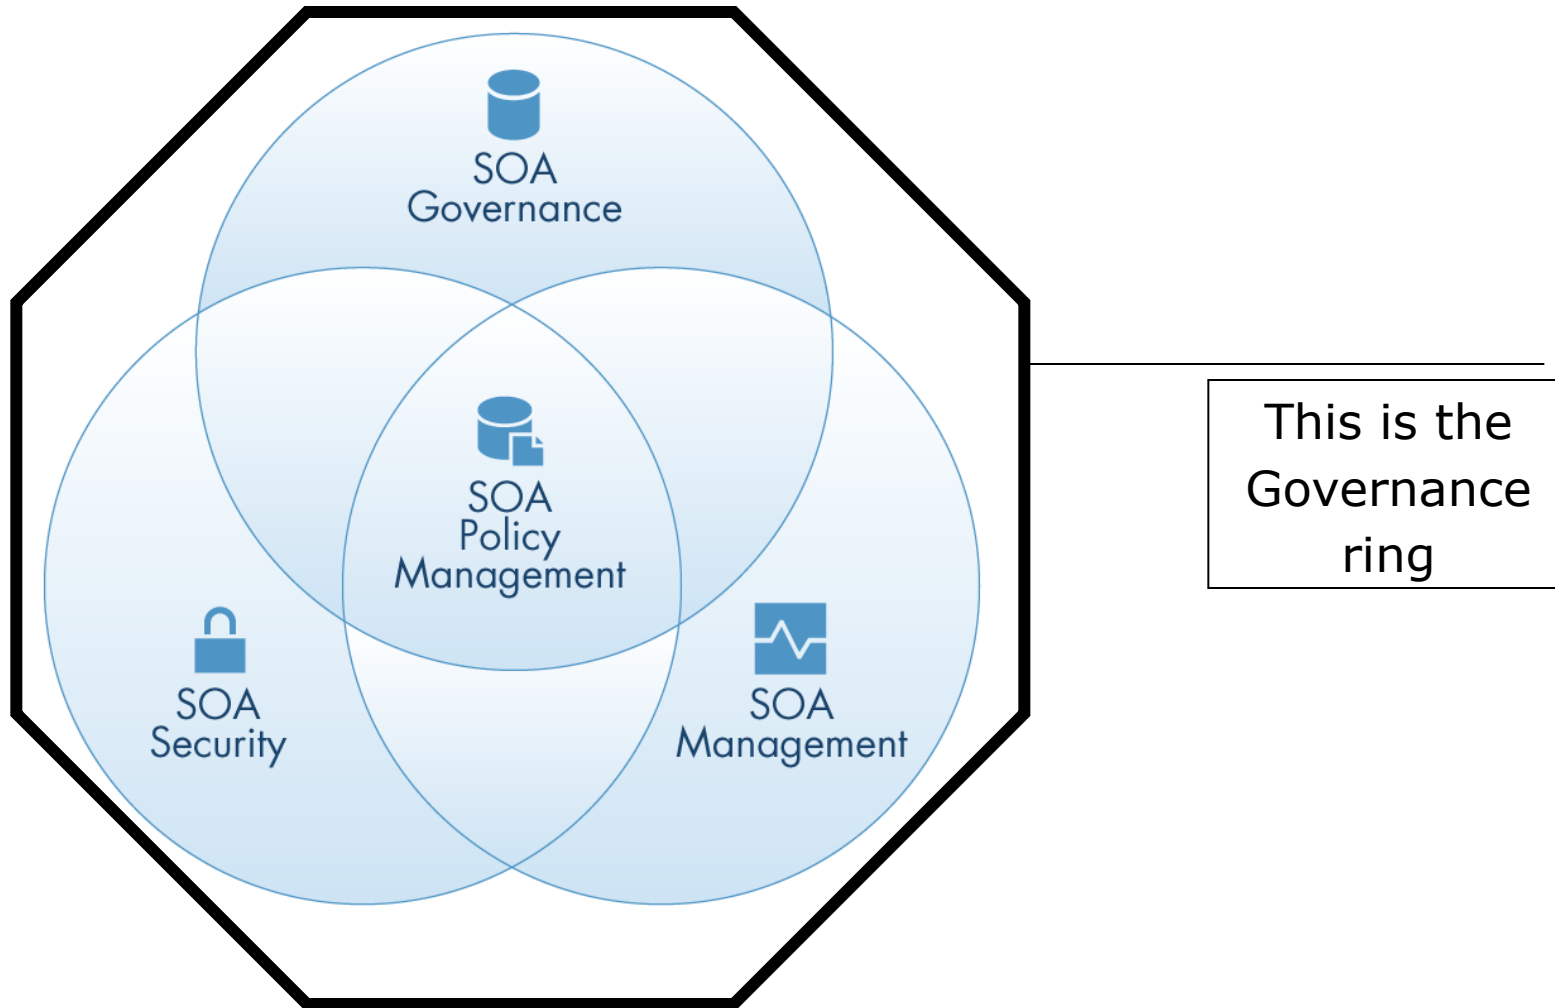 SOA
Governance
SOA
Policy
Management
SOA
Security
SOA
Management
This is the
Governance
ring